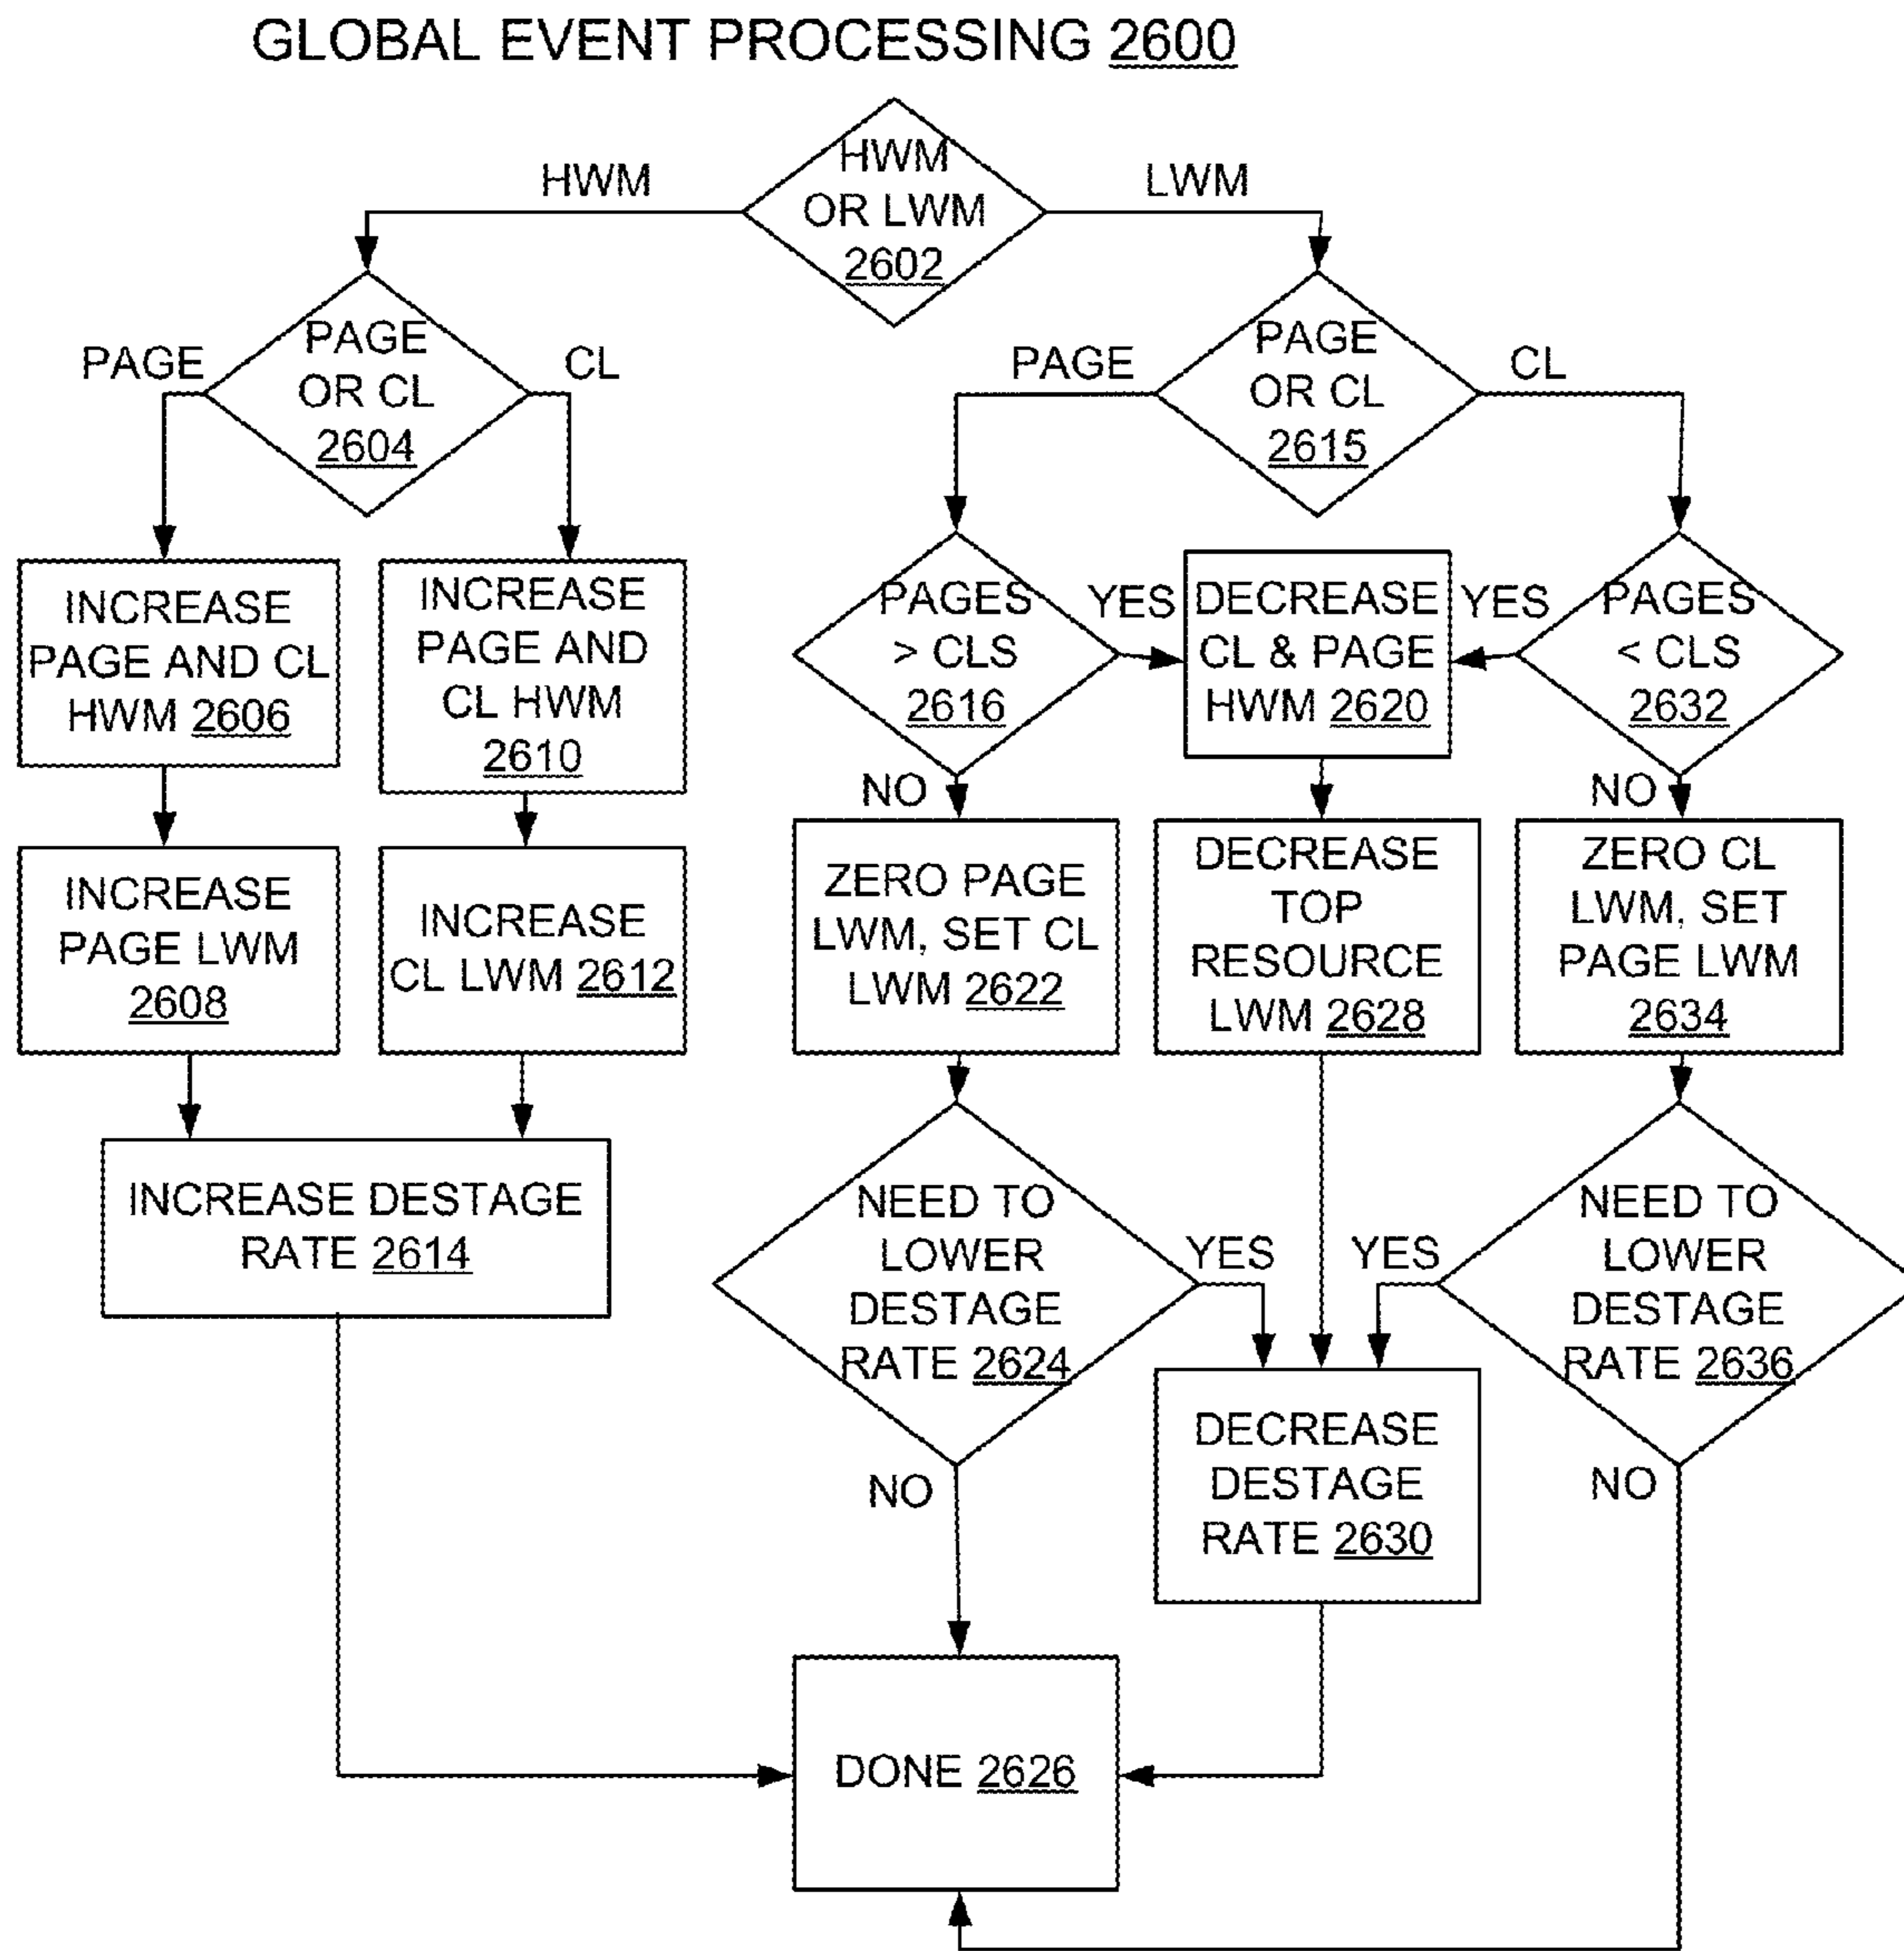 GLOBAL EVENT PROCESSING 2600
HWM
OR LWM
2602
HWM
LWM
PAGE
OR CL
2604
PAGE
CL
PAGE
OR CL
2615
PAGE
CL
INCREASE
PAGE AND CL
HWM 2606
INCREASE
PAGE AND
CL HWM
2610
PAGES
> CLS
2616
YES
DECREASE
CL & PAGE
HWM 2620
YES
PAGES
< CLS
2632
NO
NO
INCREASE
PAGE LWM
2608
INCREASE
CL LWM 2612
ZERO PAGE
LWM, SET CL
LWM 2622
DECREASE
TOP
RESOURCE
LWM 2628
ZERO CL
LWM, SET
PAGE LWM
2634
INCREASE DESTAGE
RATE 2614
NEED TO
LOWER
DESTAGE
RATE 2624
YES
YES
NEED TO
LOWER
DESTAGE
RATE 2636
NO
DECREASE
DESTAGE
RATE 2630
NO
DONE 2626